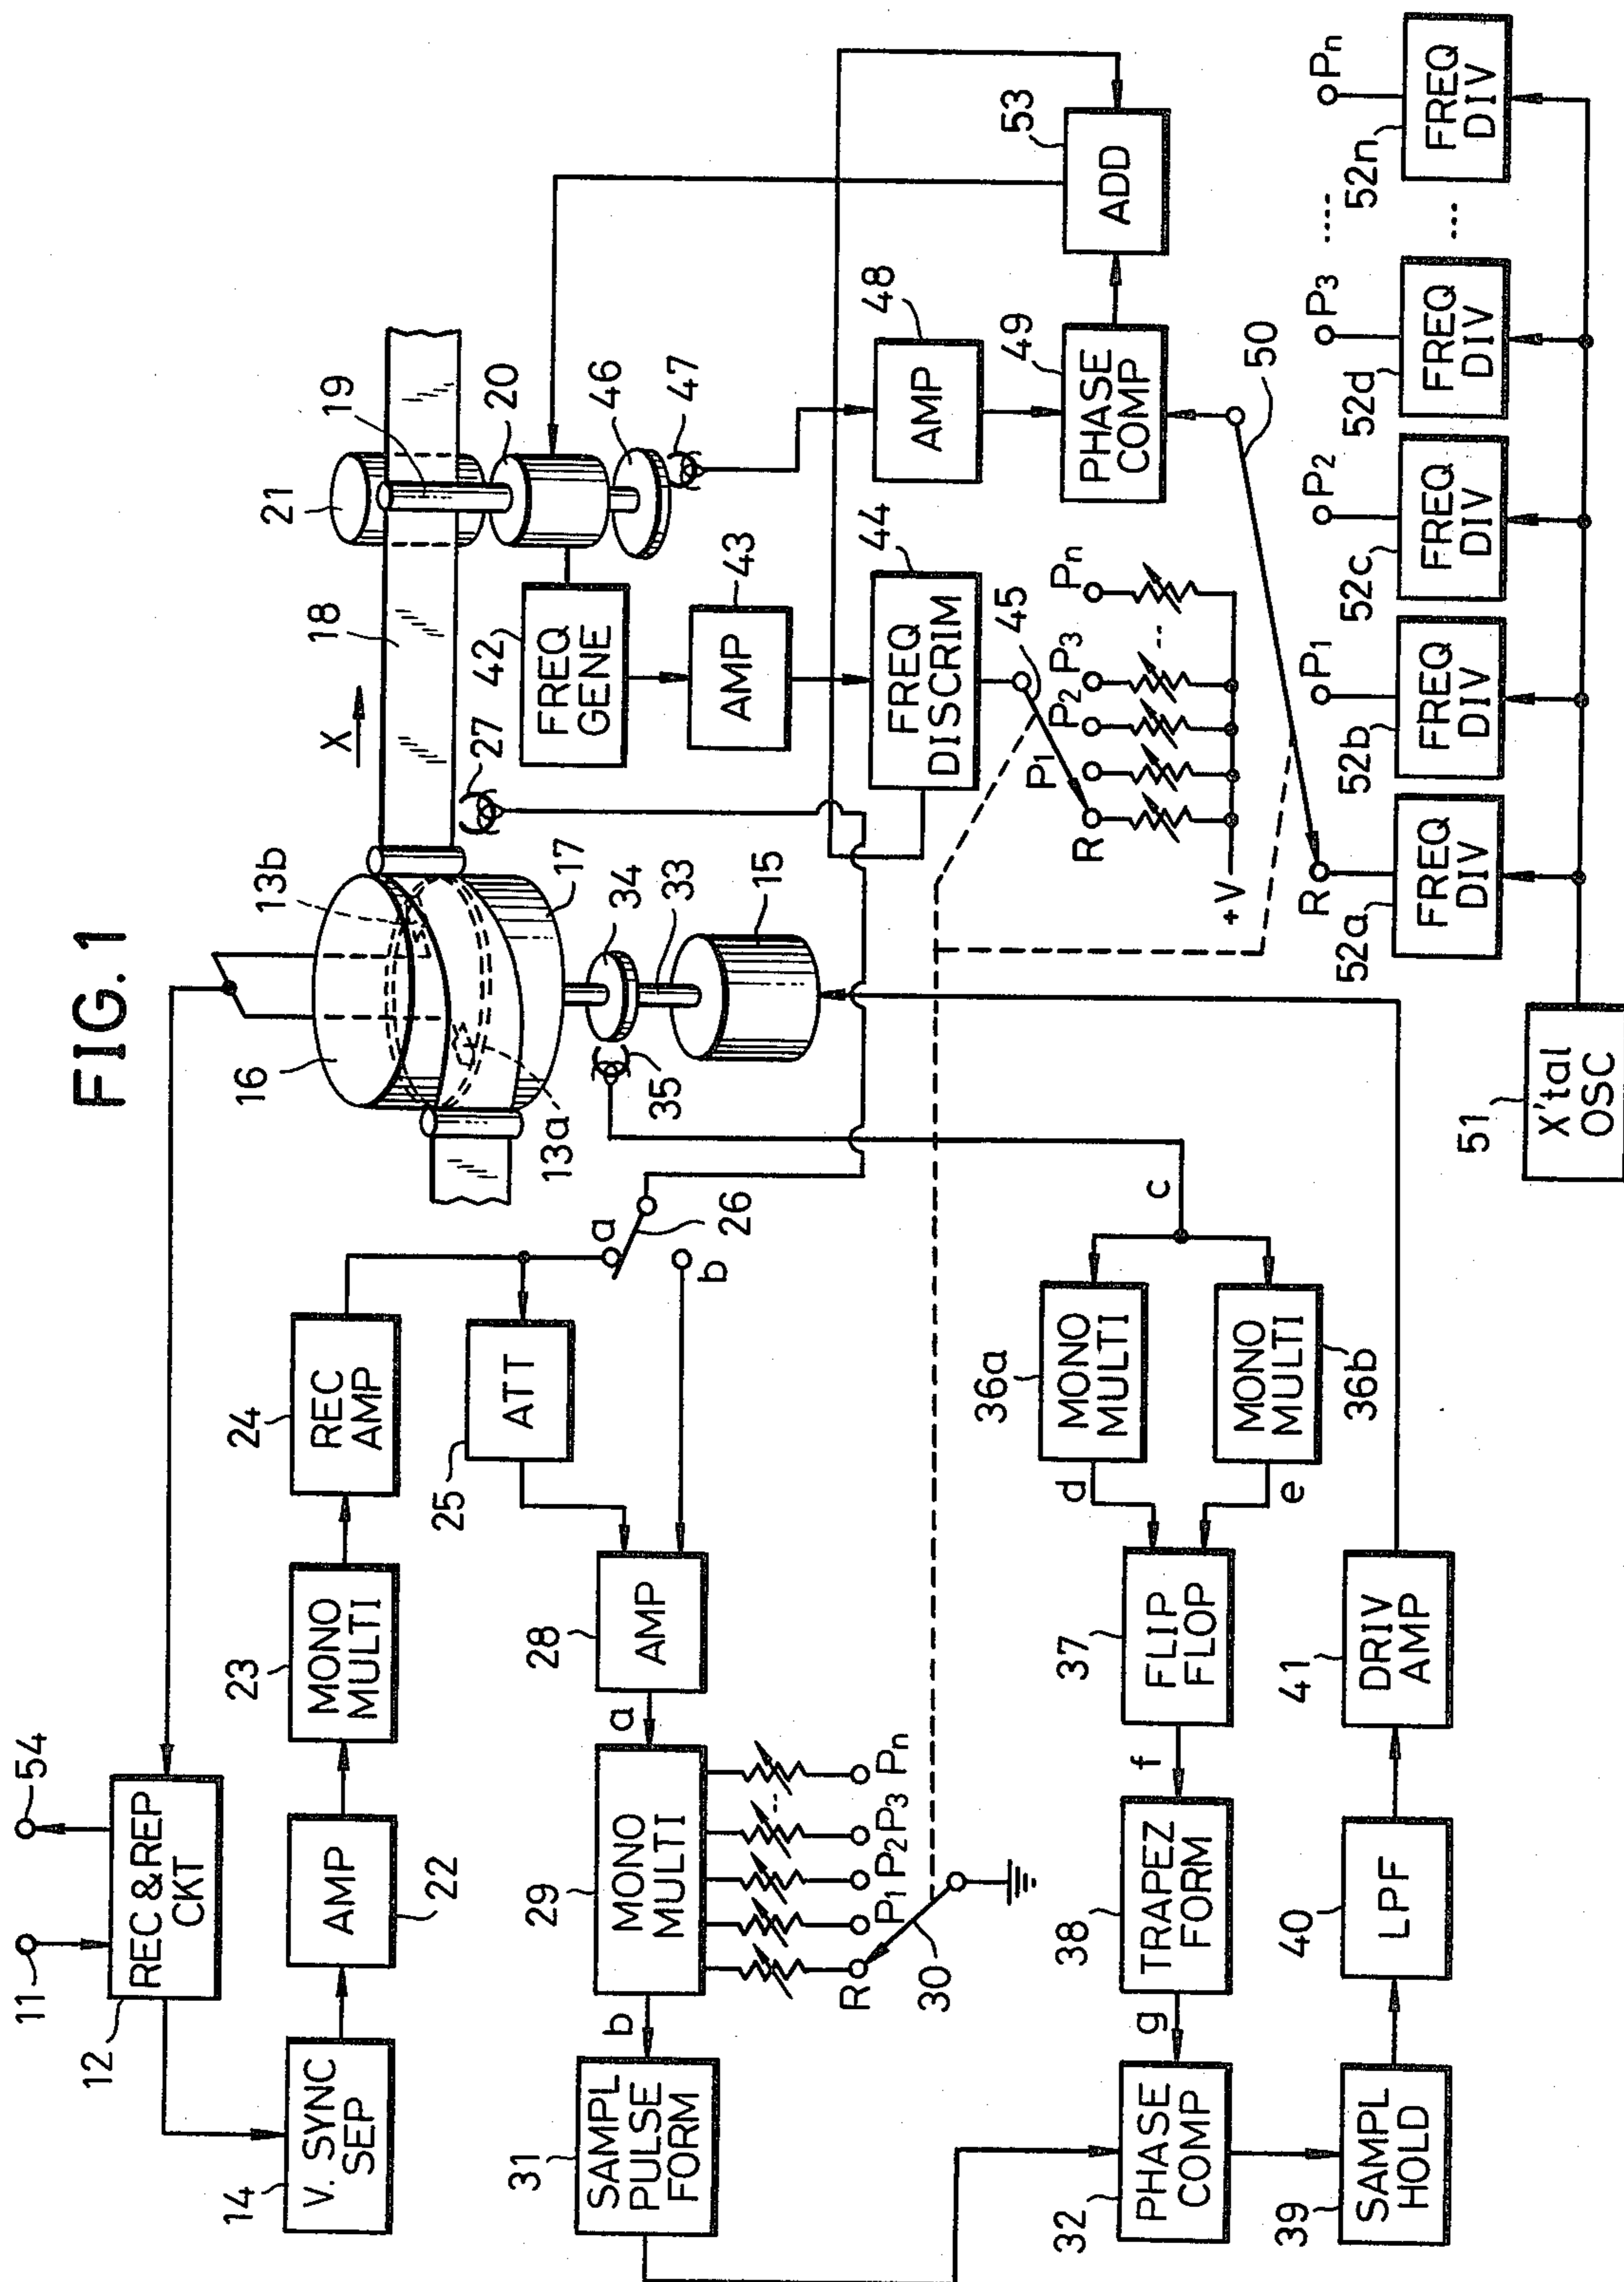 FIG. 1
11
54
12
REC & REP
CKT
14
V. SYNC
SEP
AMP
22
23
MONO
MULTI
24
REC
AMP
25
ATT
a
26
b
28
AMP
a
29
MONO
MULTI
b
31
SAMPL
PULSE
FORM
R
P1
P2
P3
Pn
30
16
13b
13a
17
34
33
35
15
X
27
18
19
21
20
46
47
42
FREQ
GENE
43
AMP
44
FREQ
DISCRIM
45
R
P1
P2
P3
Pn
+V
48
AMP
49
PHASE
COMP
53
ADD
50
c
36a
MONO
MULTI
36b
MONO
MULTI
d
e
37
FLIP
FLOP
f
38
TRAPEZ
FORM
g
32
PHASE
COMP
39
SAMPL
HOLD
40
LPF
41
DRIV
AMP
51
X'tal
OSC
R
P1
P2
P3
Pn
52a
FREQ
DIV
52b
FREQ
DIV
52c
FREQ
DIV
52d
FREQ
DIV
52n
FREQ
DIV